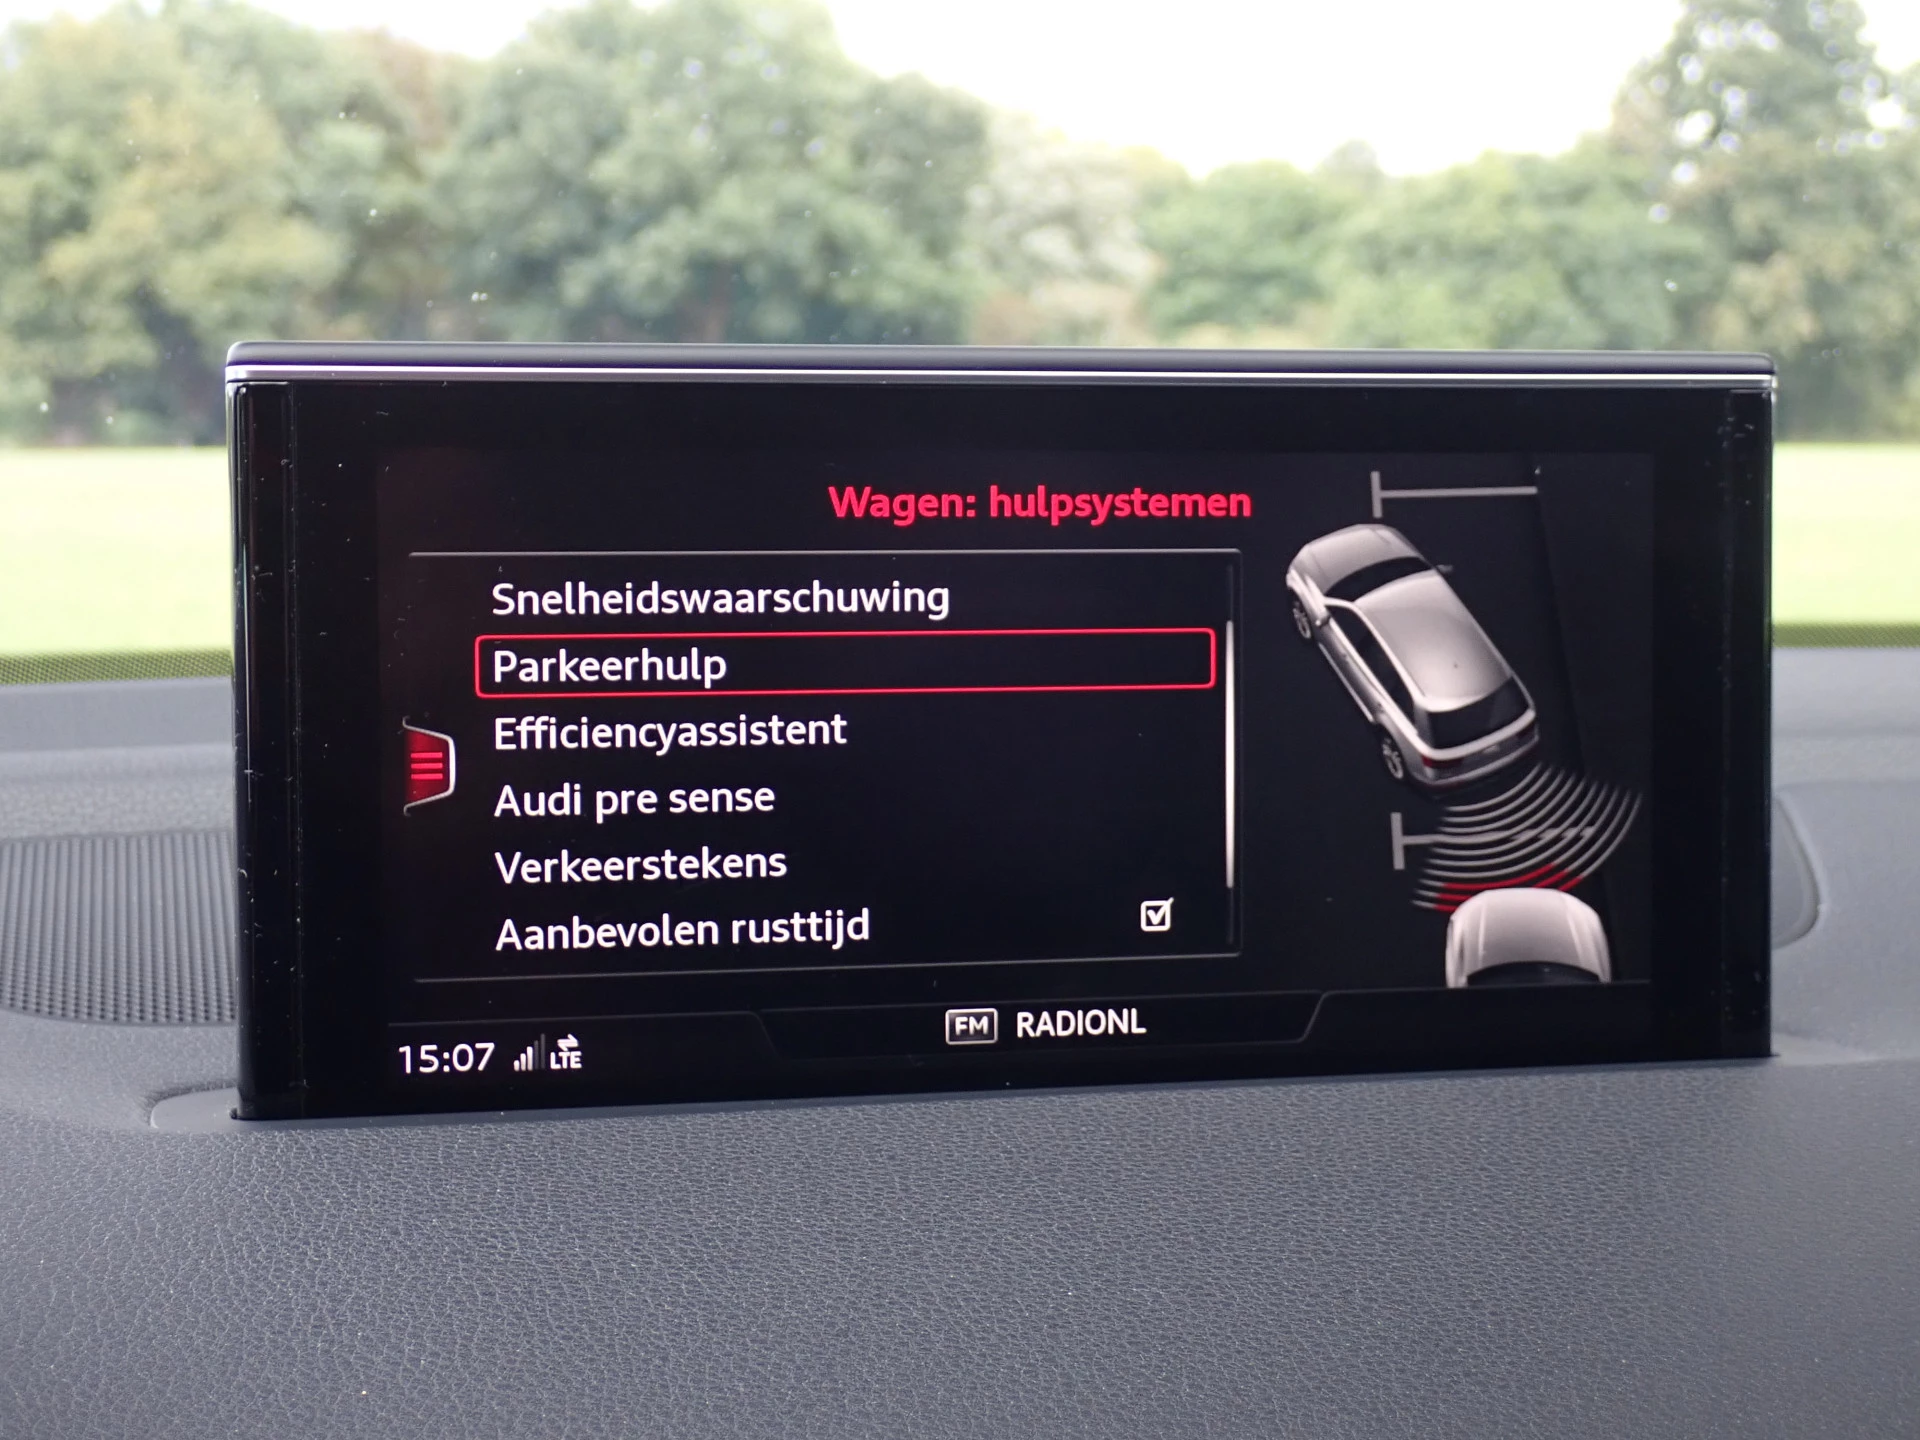 Wagen: hulpsystemen
Snelheidswaarschuwing
Parkeerhulp
Efficiencyassistent
Audi pre sense
Verkeerstekens
Aanbevolen rusttijd
FM RADIONL
15:07 LTE